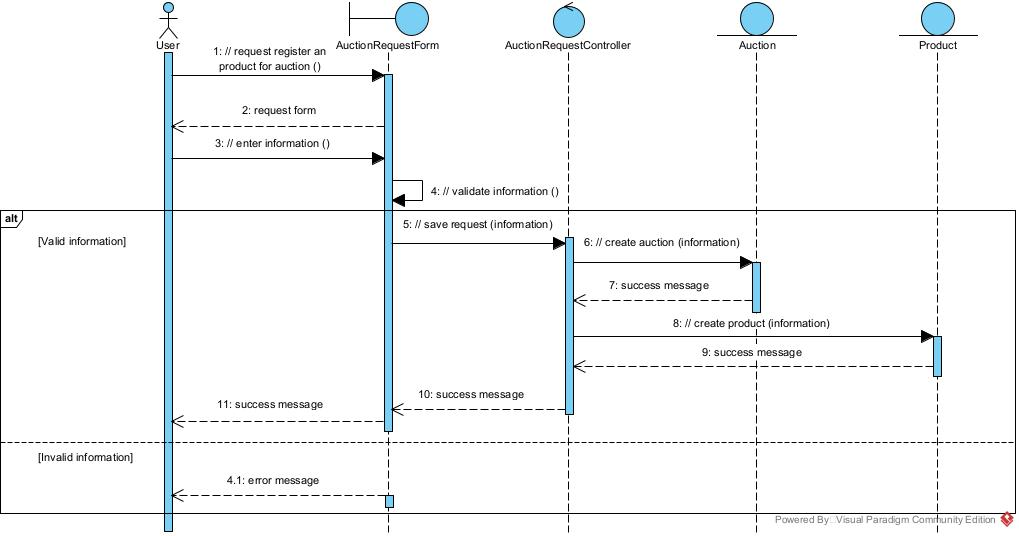 User
AuctionRequestForm
AuctionRequestController
Auction
Product
1: // request register an
product for auction ()
2: request form
3: // enter information ()
4: // validate information ()
alt
[Valid information]
5: // save request (information)
6: // create auction (information)
7: success message
8: // create product (information)
9: success message
10: success message
11: success message
[Invalid information]
4.1: error message
Powered By Visual Paradigm Community Edition